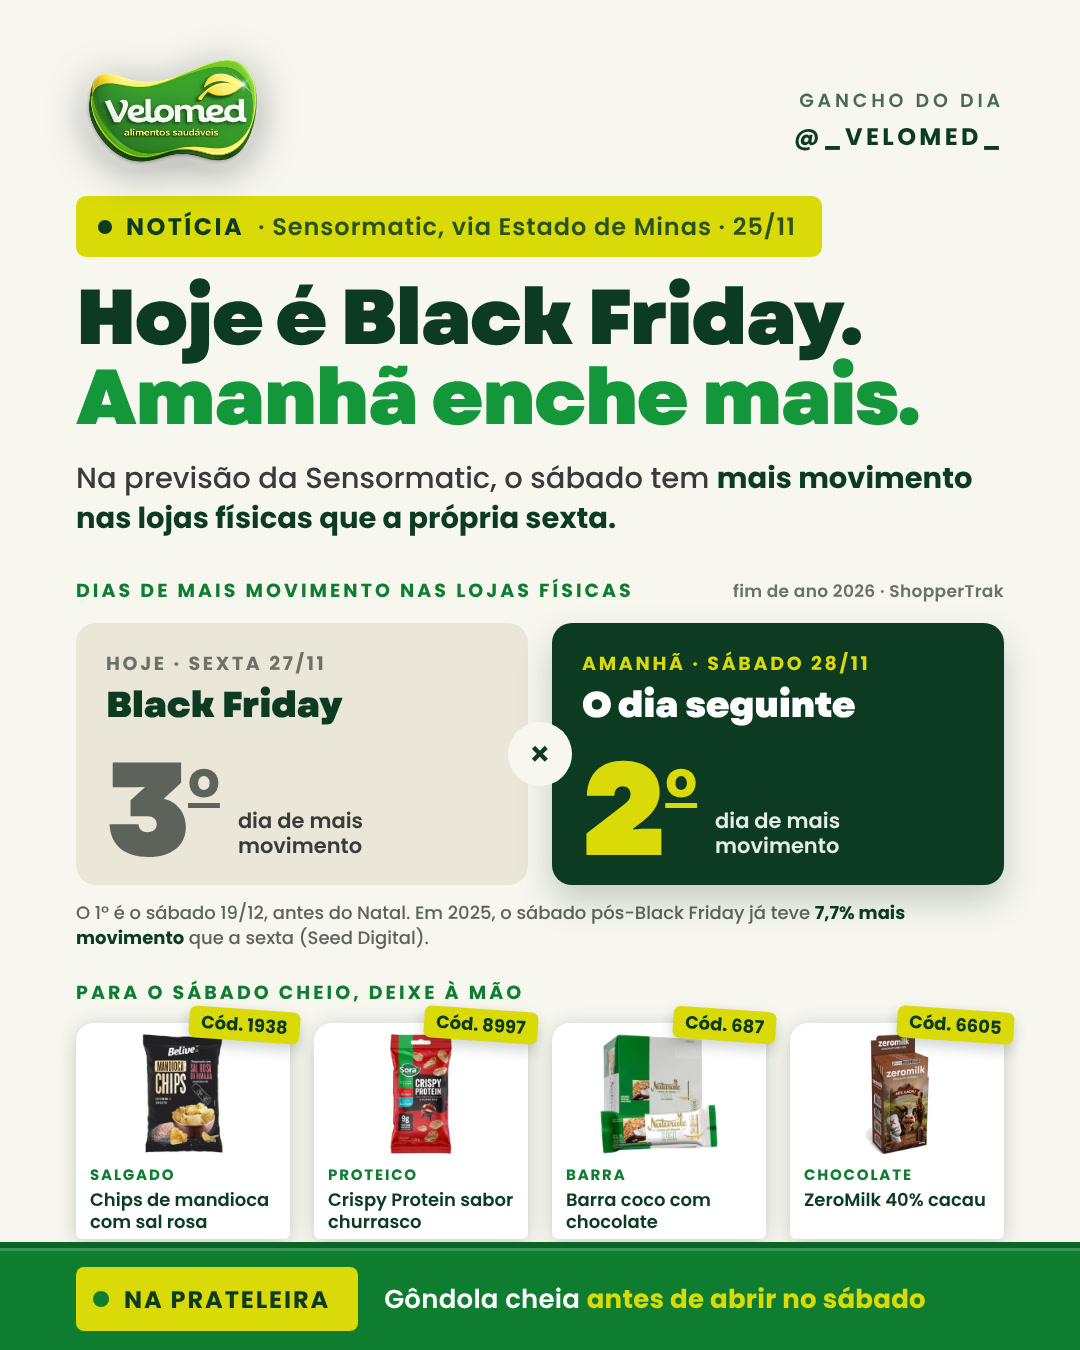 Velomed
alimentos saudáveis
GANCHO DO DIA
@_VELOMED_
NOTÍCIA · Sensormatic, via Estado de Minas · 25/11
Hoje é Black Friday.
Amanhã enche mais.
Na previsão da Sensormatic, o sábado tem mais movimento
nas lojas físicas que a própria sexta.
DIAS DE MAIS MOVIMENTO NAS LOJAS FÍSICAS
fim de ano 2026 · ShopperTrak
HOJE · SEXTA 27/11
Black Friday
3º
dia de mais
movimento
×
AMANHÃ · SÁBADO 28/11
O dia seguinte
2º
dia de mais
movimento
O 1º é o sábado 19/12, antes do Natal. Em 2025, o sábado pós-Black Friday já teve 7,7% mais
movimento que a sexta (Seed Digital).
PARA O SÁBADO CHEIO, DEIXE À MÃO
Cód. 1938
Belive
MANDIOCA
CHIPS
SAL ROSA
SALGADO
Chips de mandioca
com sal rosa
Cód. 8997
Sora
CRISPY
PROTEIN
9g
PROTEICO
Crispy Protein sabor
churrasco
Cód. 687
Naturale
Naturale
BARRA
Barra coco com
chocolate
Cód. 6605
zeromilk
zeromilk
40% CACAU
CHOCOLATE
ZeroMilk 40% cacau
NA PRATELEIRA
Gôndola cheia antes de abrir no sábado